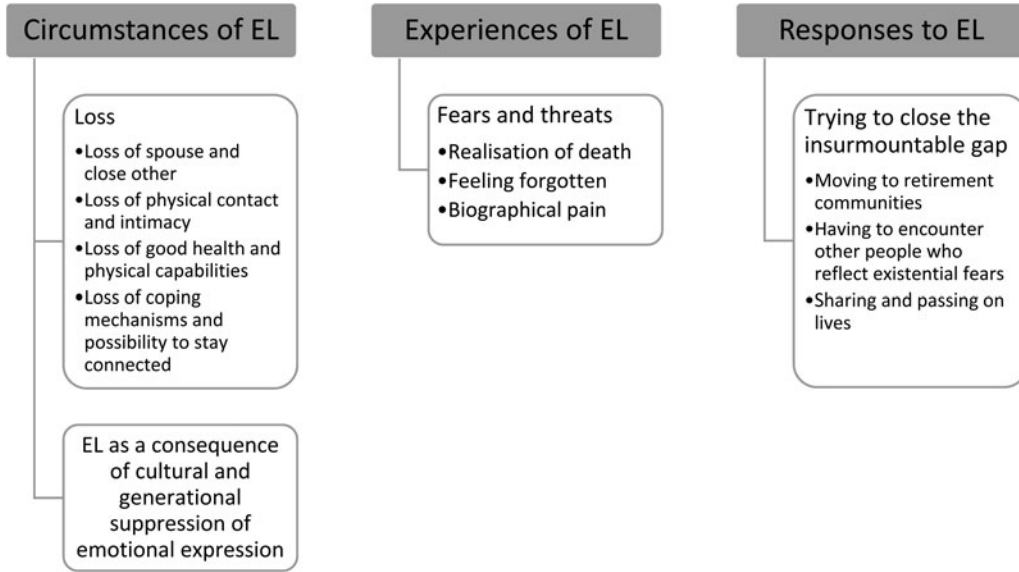 Circumstances of EL
Loss
•Loss of spouse and
close other
•Loss of physical contact
and intimacy
•Loss of good health and
physical capabilities
•Loss of coping
mechanisms and
possibility to stay
connected
EL as a consequence
of cultural and
generational
suppression of
emotional expression
Experiences of EL
Fears and threats
•Realisation of death
•Feeling forgotten
•Biographical pain
Responses to EL
Trying to close the
insurmountable gap
•Moving to retirement
communities
•Having to encounter
other people who
reflect existential fears
•Sharing and passing on
lives